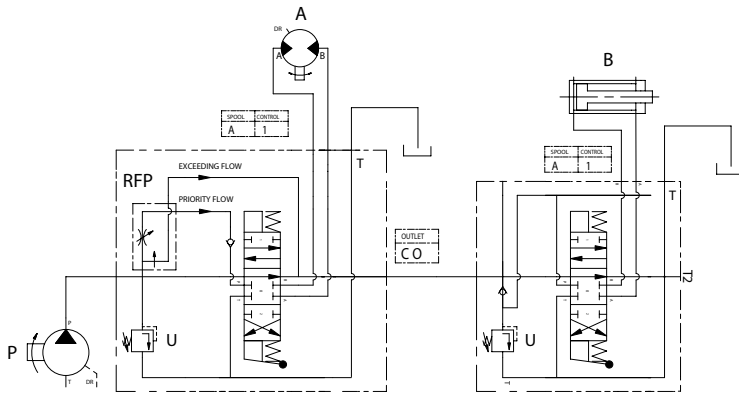 A
DR
A B
B
SPOOL CONTROL
A 1
SPOOL CONTROL
A 1
RFP
EXCEEDING FLOW
PRIORITY FLOW
T
T
OUTLET
CO
T2
P
P
U
U
T
DR
T